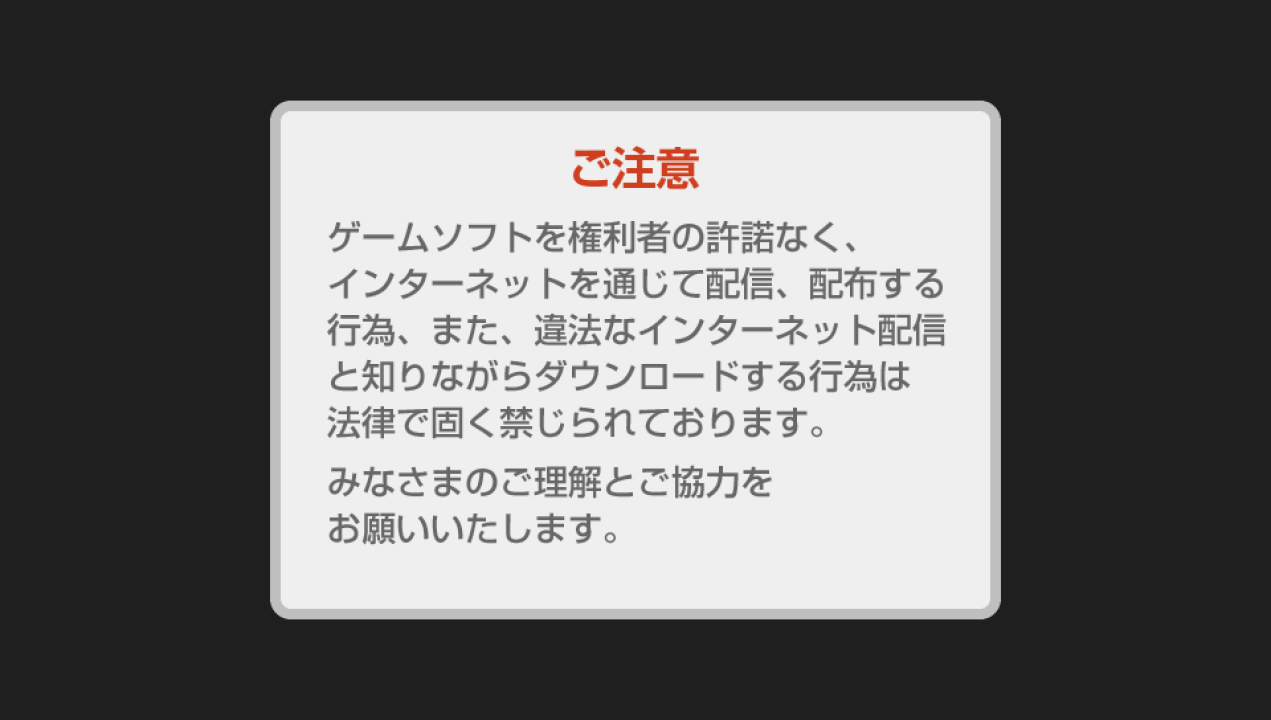 ご注意
ゲームソフトを権利者の許諾なく、
インターネットを通じて配信、配布する
行為、また、違法なインターネット配信
と知りながらダウンロードする行為は
法律で固く禁じられております。
みなさまのご理解とご協力を
お願いいたします。